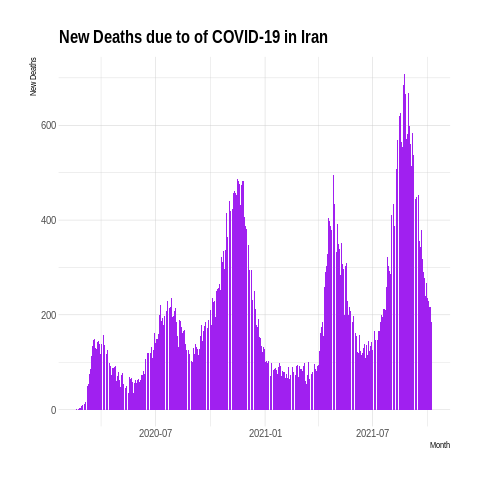 New Deaths due to of COVID-19 in Iran
New Deaths
600
400
200
0
2020-07
2021-01
2021-07
Month